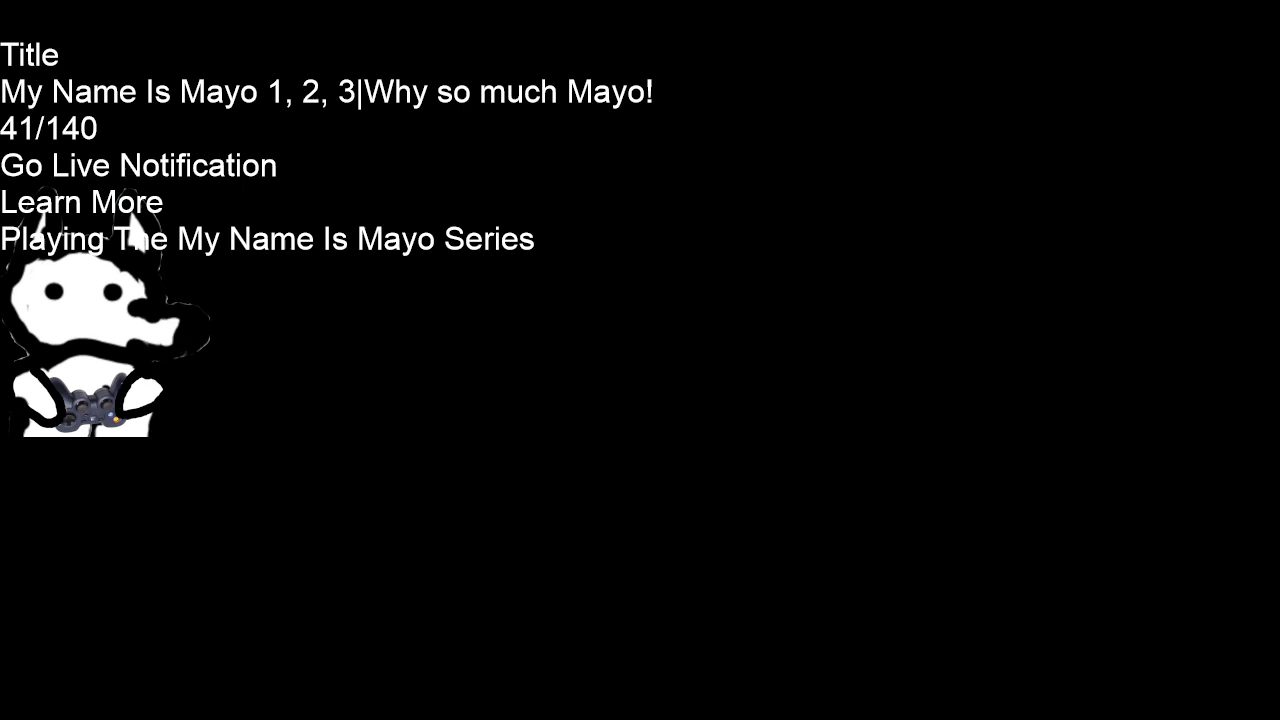 Title
My Name Is Mayo 1, 2, 3|Why so much Mayo!
41/140
Go Live Notification
Learn More
Playing The My Name Is Mayo Series